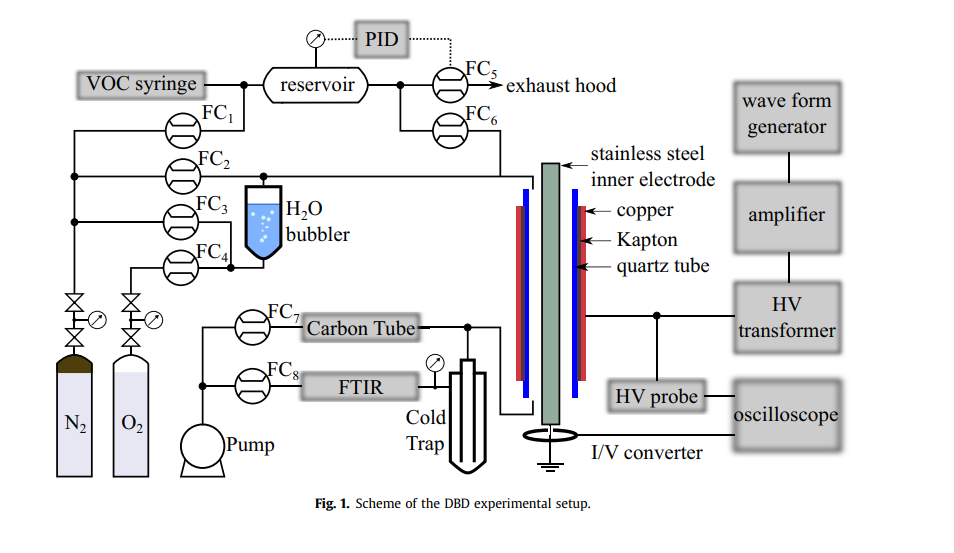 PID
VOC syringe
reservoir
FC5
exhaust hood
FC1
FC6
FC2
FC3
H2O
bubbler
FC4
stainless steel
inner electrode
copper
Kapton
quartz tube
wave form
generator
amplifier
HV
transformer
HV probe
oscilloscope
I/V converter
FC7
Carbon Tube
FC8
FTIR
Cold
Trap
N2
O2
Pump
Fig. 1. Scheme of the DBD experimental setup.